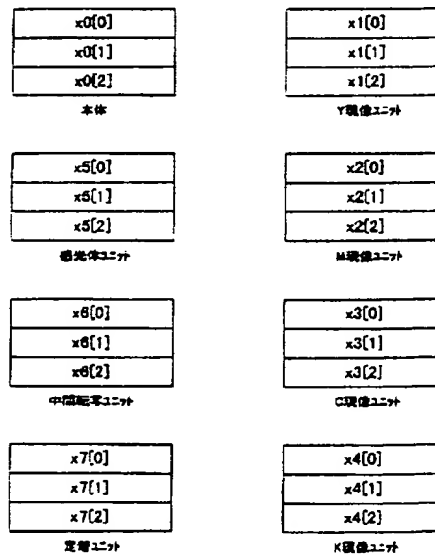 x0[0]
x0[1]
x0[2]
本体
x1[0]
x1[1]
x1[2]
Y現像ユニット
x5[0]
x5[1]
x5[2]
感光体ユニット
x2[0]
x2[1]
x2[2]
M現像ユニット
x6[0]
x6[1]
x6[2]
中間転写ユニット
x3[0]
x3[1]
x3[2]
C現像ユニット
x7[0]
x7[1]
x7[2]
定着ユニット
x4[0]
x4[1]
x4[2]
K現像ユニット